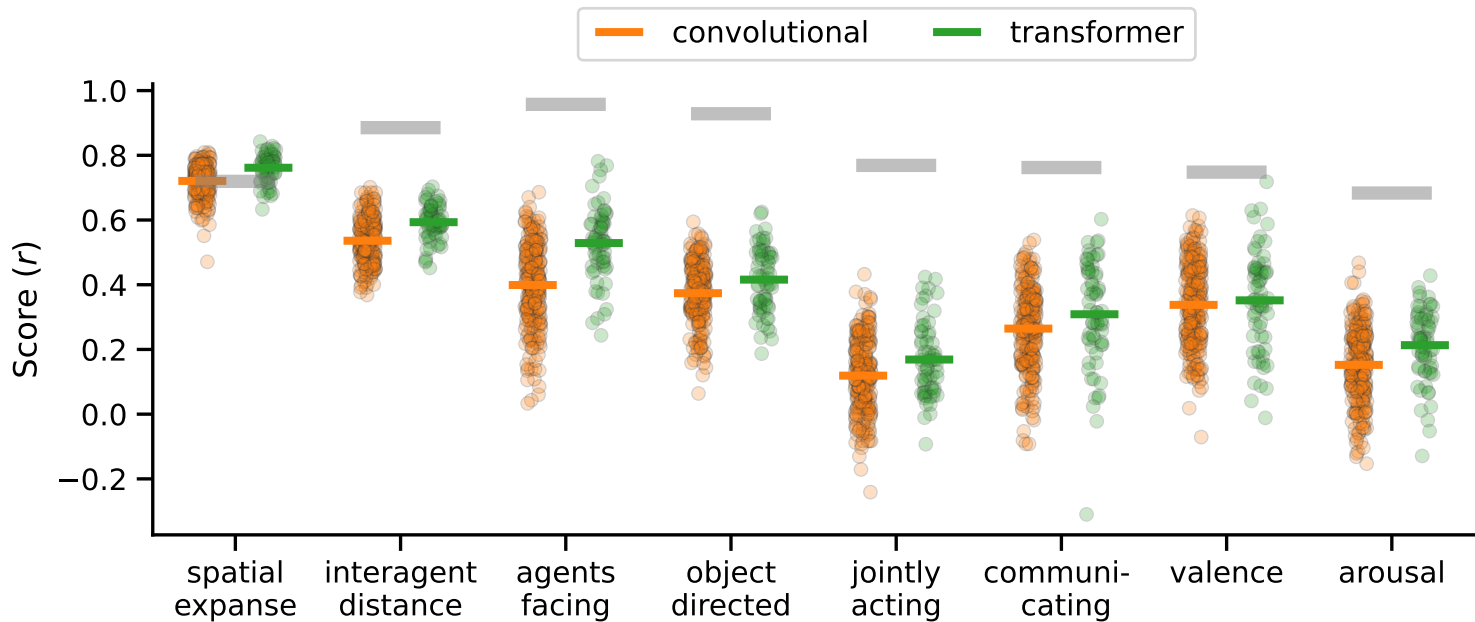 convolutional transformer
1.0
0.8
0.6
0.4
0.2
0.0
−0.2
Score (r)
spatial expanse
interagent distance
agents facing
object directed
jointly acting
communi-cating
valence
arousal